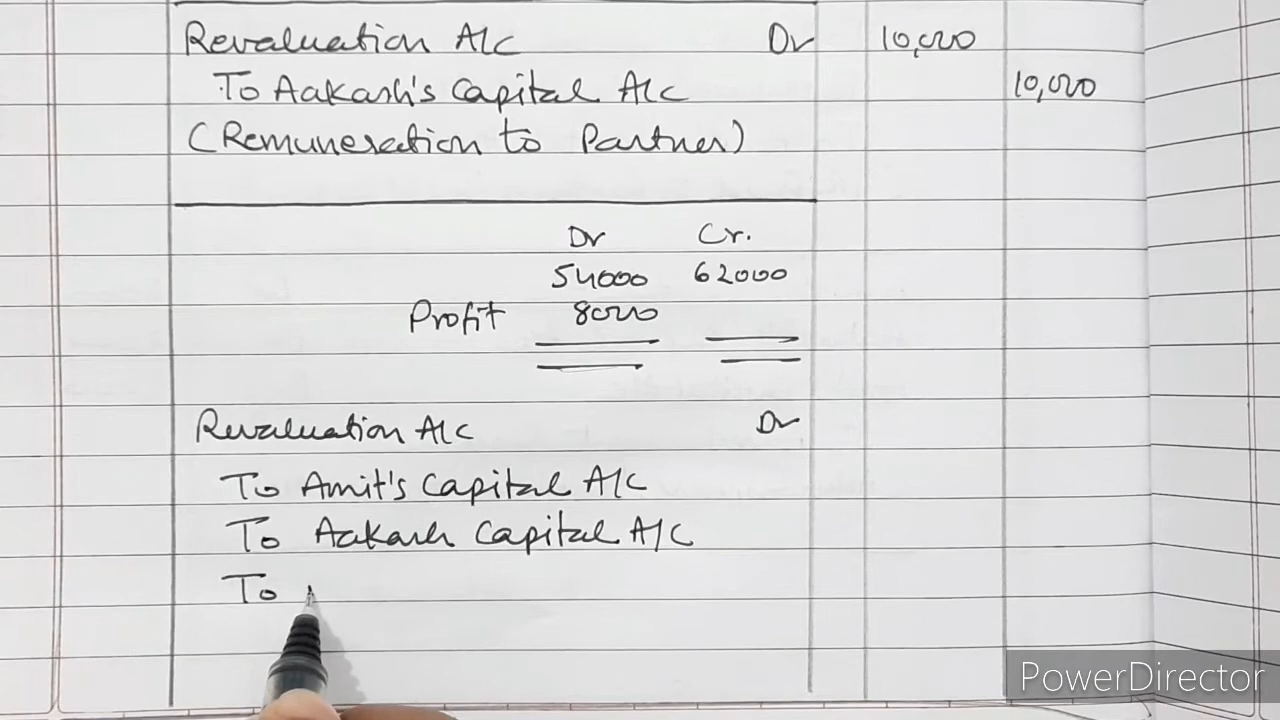 Revaluation A/C Dr 10,000
To Aakash's Capital A/C 10,000
(Remuneration to Partner)
Dr Cr.
54000 62000
Profit 8000
Revaluation A/C Dr
To Amit's Capital A/C
To Aakash Capital A/C
To
PowerDirector